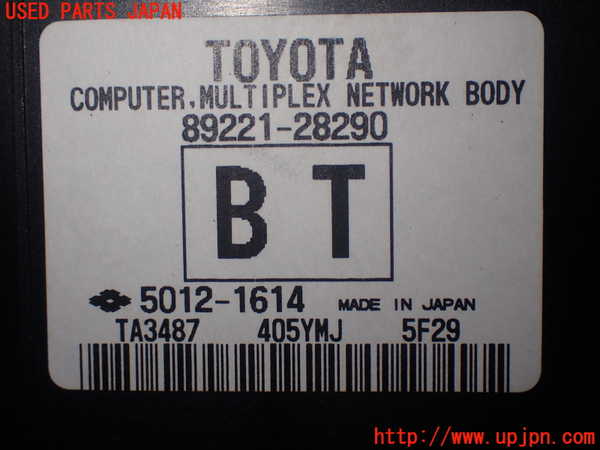 USED PARTS JAPAN
TOYOTA
COMPUTER,MULTIPLEX NETWORK BODY
89221-28290
BT
5012-1614 MADE IN JAPAN
TA3487 405YMJ 5F29
http://www.upjpn.com/